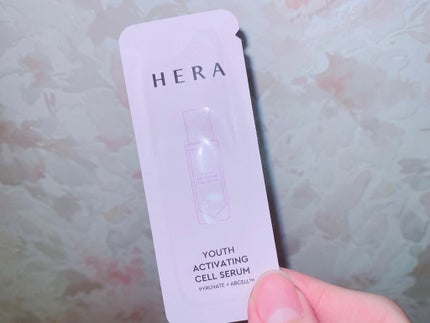 HERA
YOUTH
ACTIVATING
CELL SERUM
PYRUVATE + ABCELL™